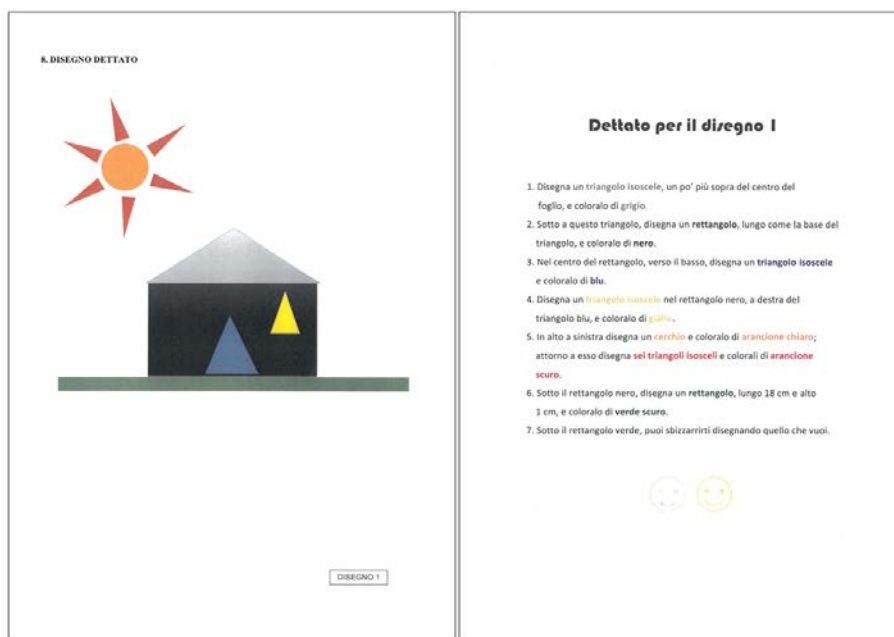 8. DISEGNO DETTATO
DISEGNO 1
Dettato per il disegno 1
1. Disegna un triangolo isoscele, un po' più sopra del centro del
foglio, e coloralo di grigio.
2. Sotto a questo triangolo, disegna un rettangolo, lungo come la base del
triangolo, e coloralo di nero.
3. Nel centro del rettangolo, verso il basso, disegna un triangolo isoscele
e coloralo di blu.
4. Disegna un triangolo isoscele nel rettangolo nero, a destra del
triangolo blu, e coloralo di giallo.
5. In alto a sinistra disegna un cerchio e coloralo di arancione chiaro;
attorno a esso disegna sei triangoli isosceli e colorali di arancione
scuro.
6. Sotto il rettangolo nero, disegna un rettangolo, lungo 18 cm e alto
1 cm, e coloralo di verde scuro.
7. Sotto il rettangolo verde, puoi sbizzarrirti disegnando quello che vuoi.